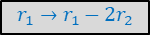 r₁ → r₁ − 2r₂